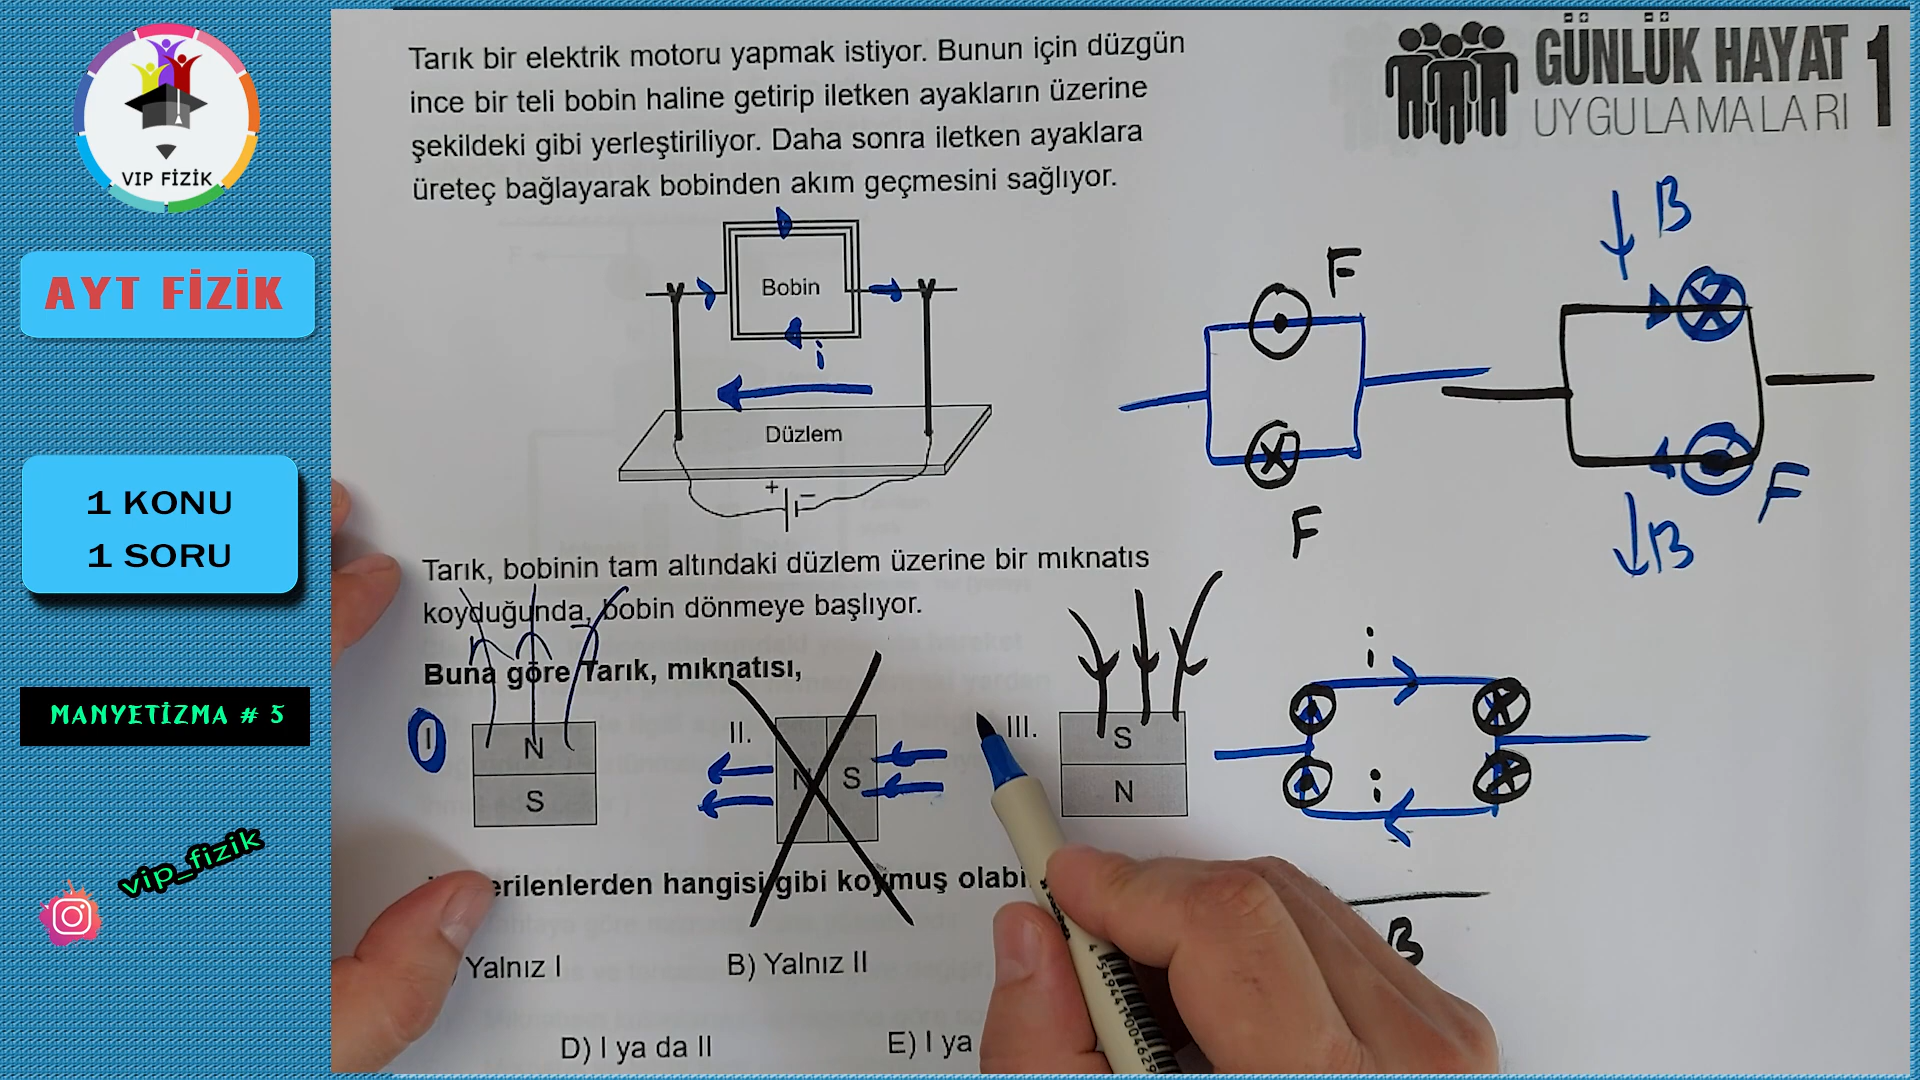 VIP FİZİK
AYT FİZİK
1 KONU
1 SORU
MANYETİZMA # 5
vip_fizik
GÜNLÜK HAYAT 1
UYGULAMALARI
Tarık bir elektrik motoru yapmak istiyor. Bunun için düzgün
ince bir teli bobin haline getirip iletken ayakların üzerine
şekildeki gibi yerleştiriliyor. Daha sonra iletken ayaklara
üreteç bağlayarak bobinden akım geçmesini sağlıyor.
Bobin
i
Düzlem
+ −
F
F
B
F
B
Tarık, bobinin tam altındaki düzlem üzerine bir mıknatıs
koyduğunda, bobin dönmeye başlıyor.
Buna göre Tarık, mıknatısı,
I
N
S
II.
N S
III.
S
N
i
i
B
erilenlerden hangisi gibi koymuş
Yalnız I
B) Yalnız II
D) I ya da II
E) I ya